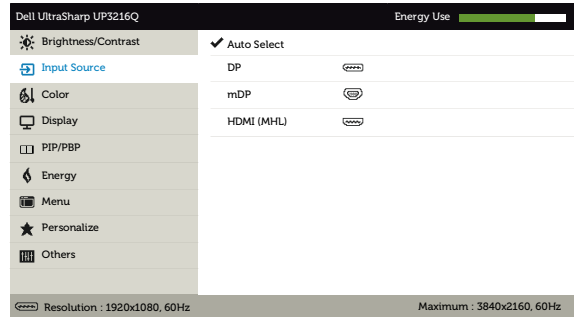 Dell UltraSharp UP3216Q Energy Use
Brightness/Contrast Auto Select
Input Source DP
Color mDP
Display HDMI (MHL)
PIP/PBP
Energy
Menu
Personalize
Others
Resolution : 1920x1080, 60Hz Maximum : 3840x2160, 60Hz